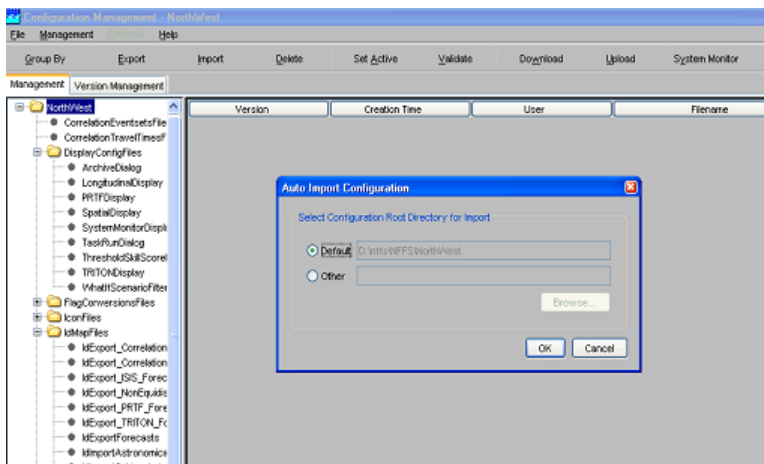 Configuration Management - NorthWest
File Management Help
Group By Export Import Delete Set Active Validate Download Upload System Monitor
Management Version Management
NorthWest
CorrelationEventsetsFile
CorrelationTravelTimesF
DisplayConfigFiles
ArchiveDialog
LongitudinalDisplay
PRTFDisplay
SpatialDisplay
SystemMonitorDispl
TaskRunDialog
ThresholdSkillScore
TRITONDisplay
WhatIfScenarioFilter
FlagConversionsFiles
IconFiles
IdMapFiles
IdExport_Correlation
IdExport_Correlation
IdExport_ISIS_Forec
IdExport_NonEquidis
IdExport_PRTF_Fore
IdExport_TRITON_Fc
IdExportForecasts
IdImportAstronomica
Version Creation Time User Filename
Auto Import Configuration
Select Configuration Root Directory for Import
Default D:\nffs\NFFS\NorthWest
Other
Browse...
OK Cancel